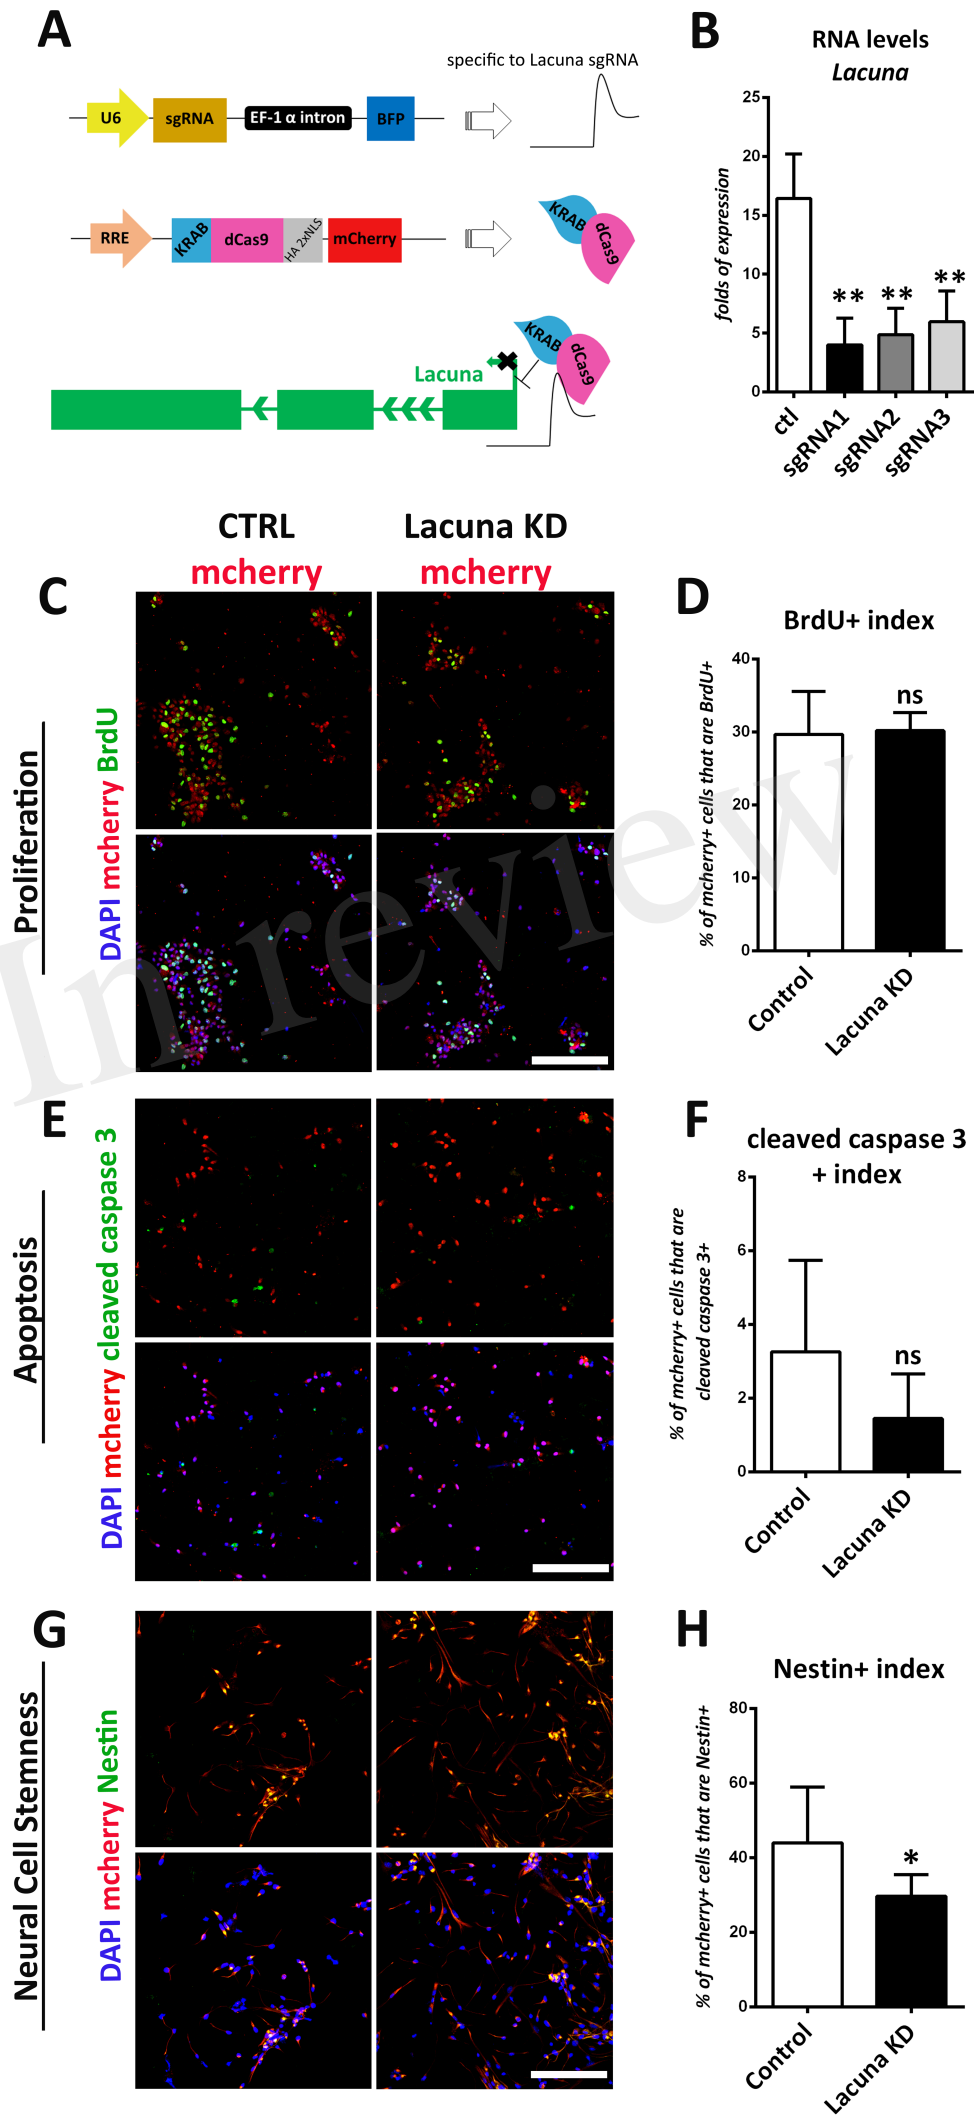 A
specific to Lacuna sgRNA
U6
sgRNA
EF-1 α intron
BFP
RRE
KRAB
dCas9
HA 2xNLS
mCherry
KRAB
dCas9
KRAB
dCas9
Lacuna
B
RNA levels
Lacuna
folds of expression
25
20
15
10
5
0
**
**
**
ctl
sgRNA1
sgRNA2
sgRNA3
CTRL
mcherry
Lacuna KD
mcherry
C
Proliferation
DAPI mcherry BrdU
D
BrdU+ index
% of mcherry+ cells that are BrdU+
40
30
20
10
0
ns
Control
Lacuna KD
E
Apoptosis
DAPI mcherry cleaved caspase 3
F
cleaved caspase 3
+ index
% of mcherry+ cells that are
cleaved caspase 3+
8
6
4
2
0
ns
Control
Lacuna KD
G
Neural Cell Stemness
DAPI mcherry Nestin
H
Nestin+ index
% of mcherry+ cells that are Nestin+
80
60
40
20
0
*
Control
Lacuna KD
In review